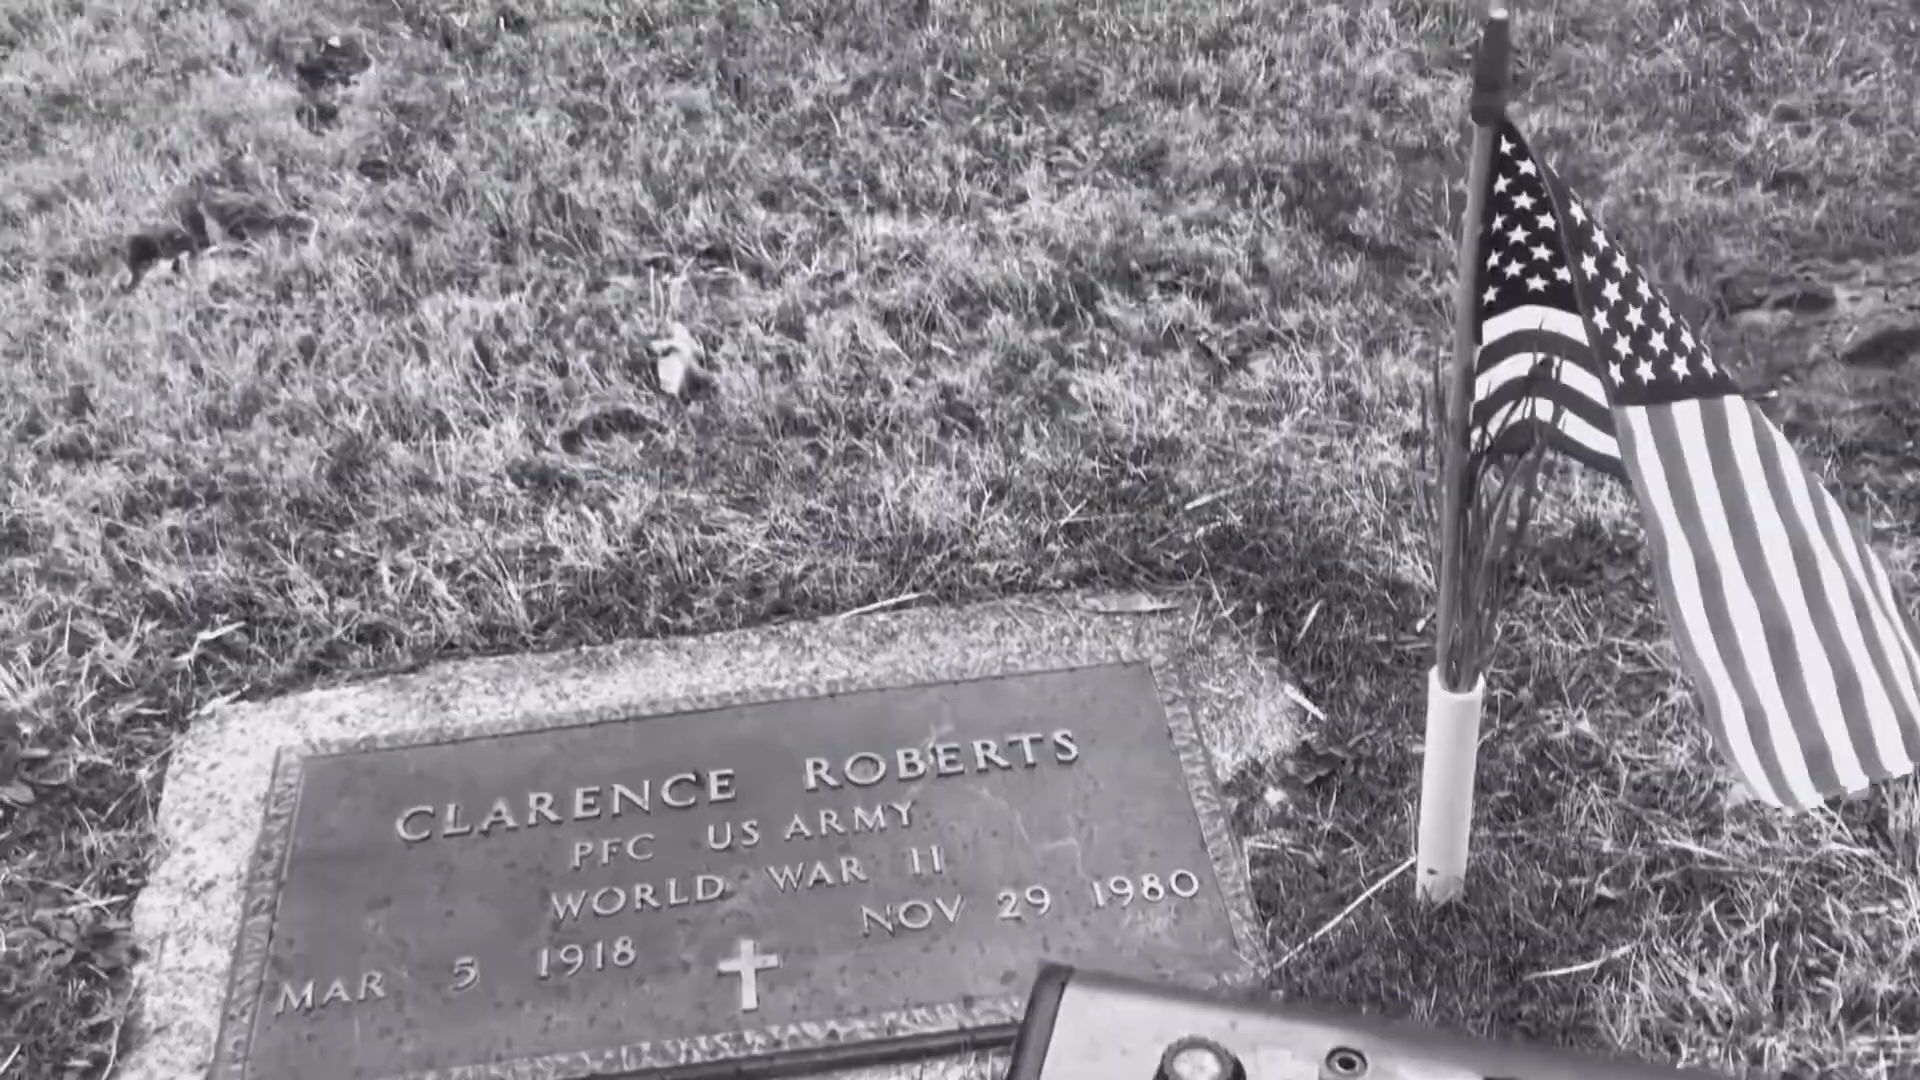 CLARENCE ROBERTS
PFC US ARMY
WORLD WAR II
MAR 5 1918 NOV 29 1980